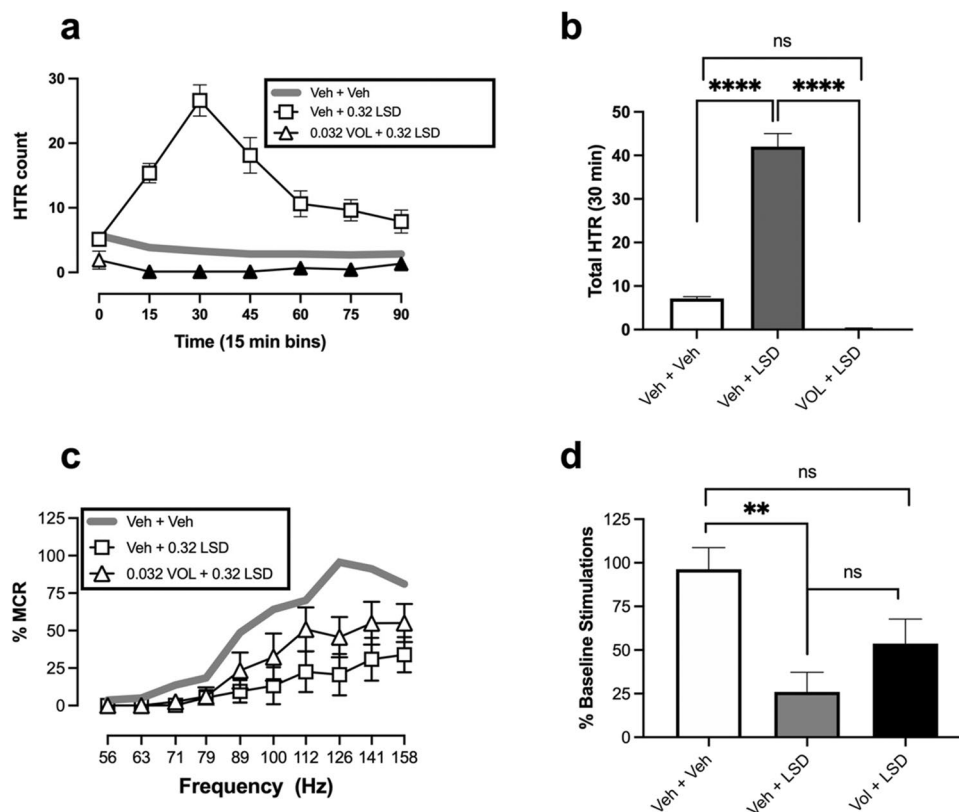 a
HTR count
30
20
10
0
Veh + Veh
Veh + 0.32 LSD
0.032 VOL + 0.32 LSD
0 15 30 45 60 75 90
Time (15 min bins)
b
ns
**** ****
Total HTR (30 min)
50
40
30
20
10
0
Veh + Veh
Veh + LSD
VOL + LSD
c
% MCR
125
100
75
50
25
0
Veh + Veh
Veh + 0.32 LSD
0.032 VOL + 0.32 LSD
56 63 71 79 89 100 112 126 141 158
Frequency (Hz)
d
ns
**
ns
% Baseline Stimulations
125
100
75
50
25
0
Veh + Veh
Veh + LSD
Vol + LSD